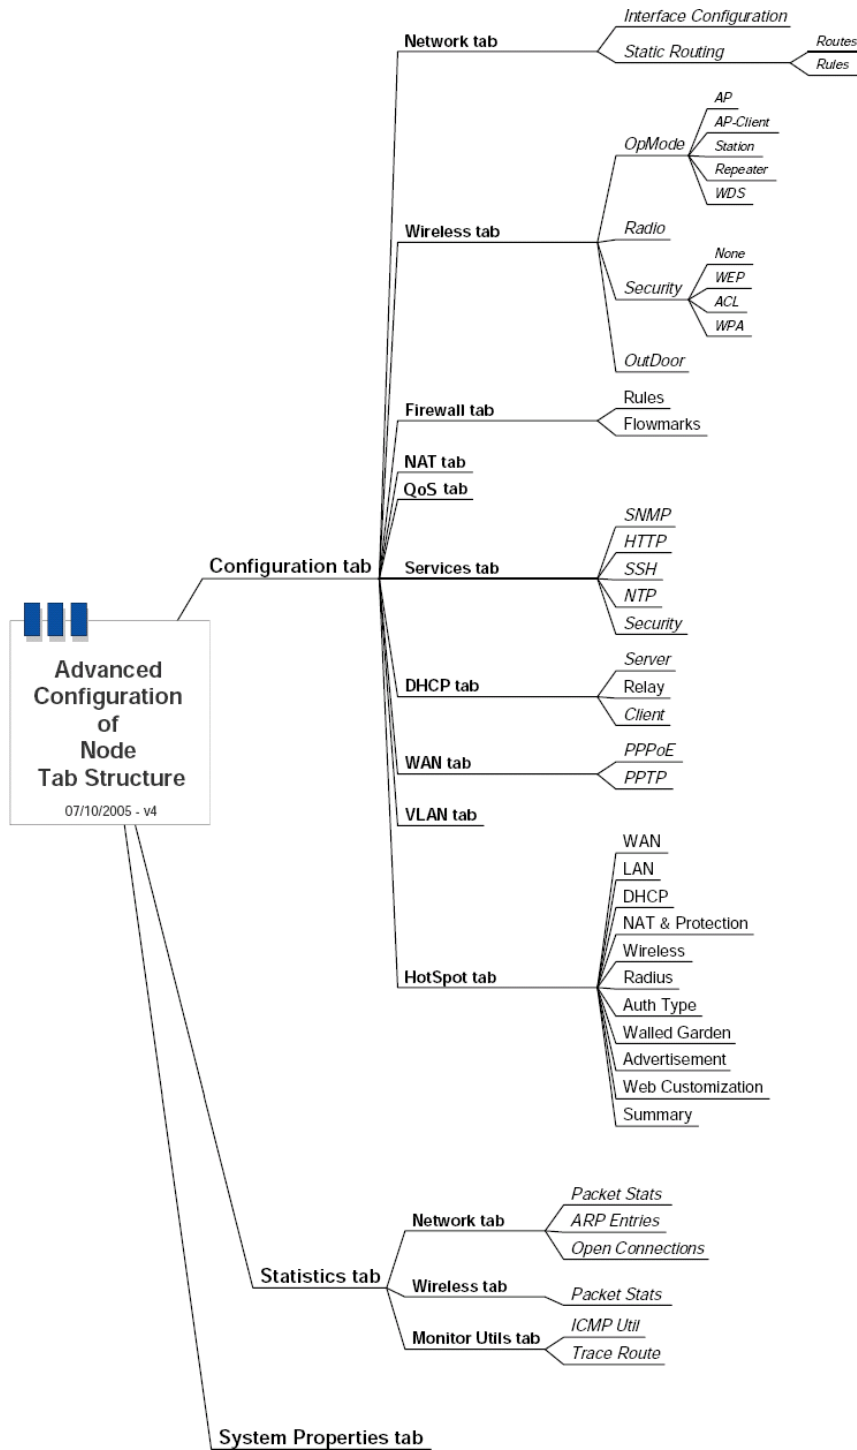 Advanced
Configuration
of
Node
Tab Structure
07/10/2005 - v4
Configuration tab
Network tab
Interface Configuration
Static Routing
Routes
Rules
Wireless tab
OpMode
AP
AP-Client
Station
Repeater
WDS
Radio
Security
None
WEP
ACL
WPA
OutDoor
Firewall tab
Rules
Flowmarks
NAT tab
QoS tab
Services tab
SNMP
HTTP
SSH
NTP
Security
DHCP tab
Server
Relay
Client
WAN tab
PPPoE
PPTP
VLAN tab
HotSpot tab
WAN
LAN
DHCP
NAT & Protection
Wireless
Radius
Auth Type
Walled Garden
Advertisement
Web Customization
Summary
Statistics tab
Network tab
Packet Stats
ARP Entries
Open Connections
Wireless tab
Packet Stats
Monitor Utils tab
ICMP Util
Trace Route
System Properties tab